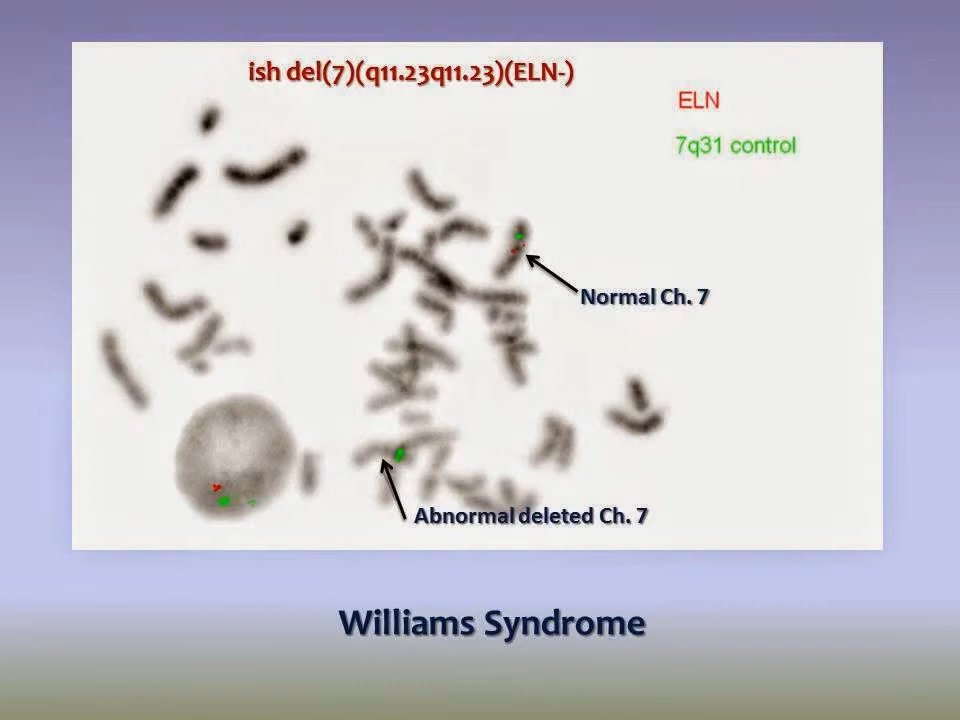 ish del(7)(q11.23q11.23)(ELN-)
ELN
7q31 control
Normal Ch. 7
Abnormal deleted Ch. 7
Williams Syndrome